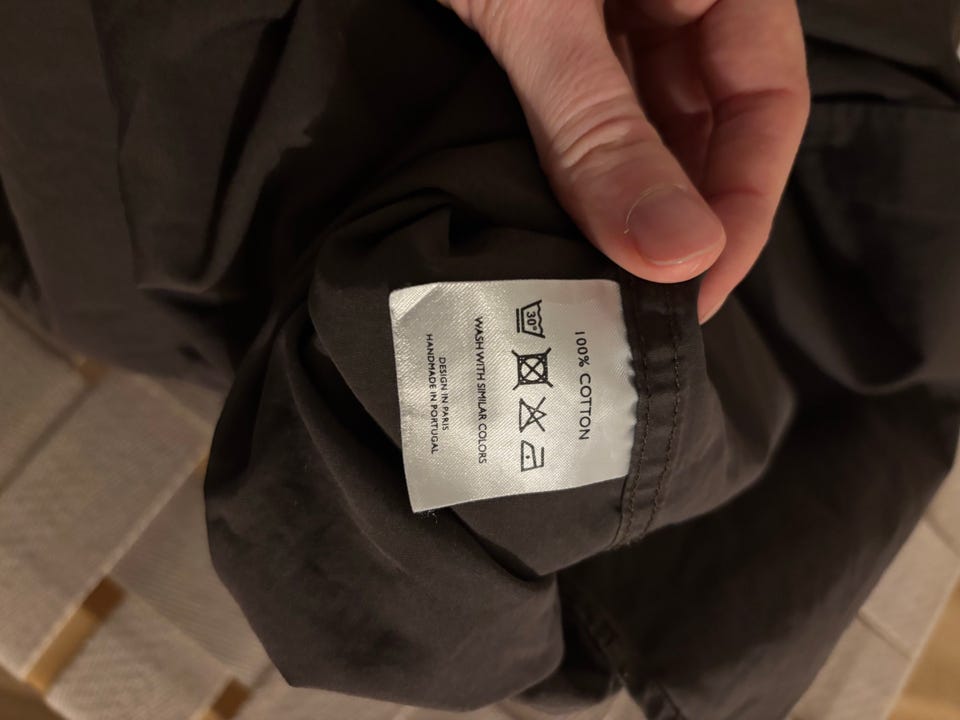 100% COTTON
30°
WASH WITH SIMILAR COLORS
DESIGN IN PARIS
HANDMADE IN PORTUGAL